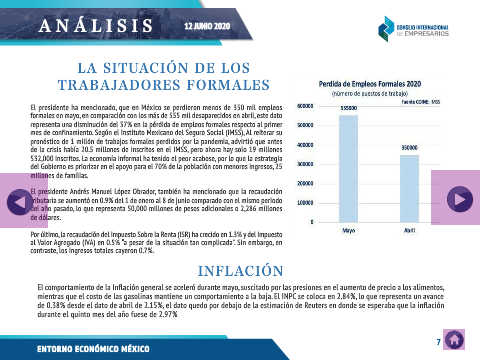 ANÁLISIS
12 JUNIO 2020
CONSEJO INTERNACIONAL
DE EMPRESARIOS
LA SITUACIÓN DE LOS
TRABAJADORES FORMALES
El presidente ha mencionado, que en México se perdieron menos de 350 mil empleos
formales en mayo, en comparación con los más de 555 mil desaparecidos en abril, este dato
representa una disminución del 37% en la pérdida de empleos formales respecto al primer
mes de confinamiento. Según el Instituto Mexicano del Seguro Social (IMSS), Al reiterar su
pronóstico de 1 millón de trabajos formales perdidos por la pandemia, advirtió que antes
de la crisis había 20.5 millones de inscritos en el IMSS, pero ahora hay solo 19 millones
532,000 inscritos. La economía informal ha tenido el peor acabose, por lo que la estrategia
del Gobierno es priorizar en el apoyo para el 70% de la población con menores ingresos, 25
millones de familias.
El presidente Andrés Manuel López Obrador, también ha mencionado que la recaudación
tributaria se aumentó en 0.9% del 1 de enero al 8 de junio comparado con el mismo periodo
del año pasado, lo que representa 50,000 millones de pesos adicionales o 2,286 millones
de dólares.
Por último, la recaudación del Impuesto Sobre la Renta (ISR) ha crecido en 1.3% y del Impuesto
al Valor Agregado (IVA) en 0.5% "a pesar de la situación tan complicada". Sin embargo, en
contraste, los ingresos totales cayeron 0.7%.
Perdida de Empleos Formales 2020
(número de puestos de trabajo)
Fuente COIME: IMSS
600000
500000
400000
300000
200000
100000
0
555000
350000
Mayo
Abril
INFLACIÓN
El comportamiento de la Inflación general se aceleró durante mayo, suscitado por las presiones en el aumento de precio a los alimentos,
mientras que el costo de las gasolinas mantiene un comportamiento a la baja. El INPC se coloca en 2.84%, lo que representa un avance
de 0.38% desde el dato de abril de 2.15%, el dato quedo por debajo de la estimación de Reuters en donde se esperaba que la inflación
durante el quinto mes del año fuese de 2.97%
ENTORNO ECONÓMICO MÉXICO
7